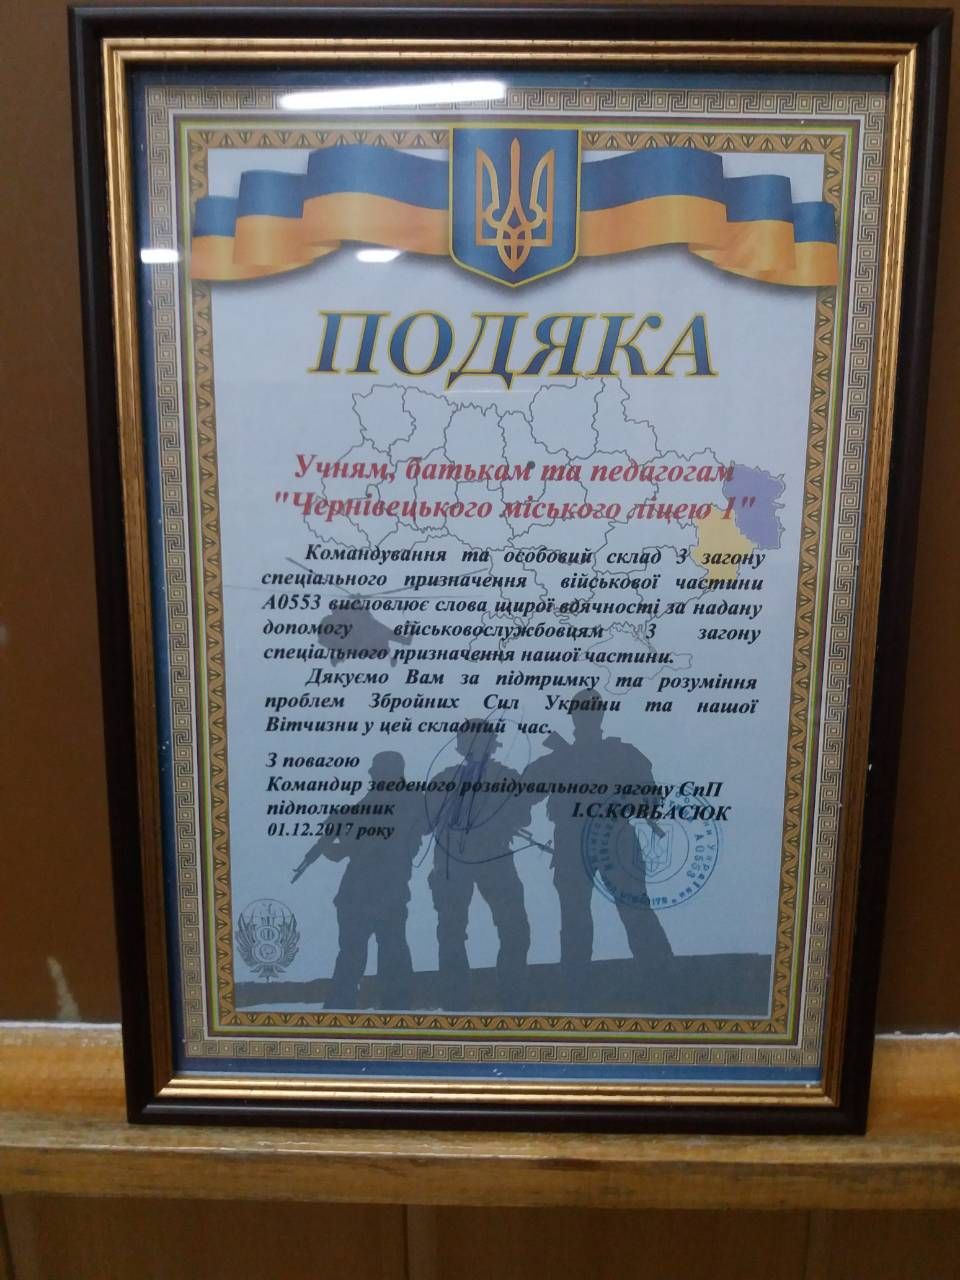 ПОДЯКА
Учням, батькам та педагогам
"Чернівецького міського ліцею 1"
Командування та особовий склад 3 загону
спеціального призначення військової частини
А0553 висловлює слова щирої вдячності за надану
допомогу військовослужбовцям 3 загону
спеціального призначення нашої частини.
Дякуємо Вам за підтримку та розуміння
проблем Збройних Сил України та нашої
Вітчизни у цей складний час.
З повагою
Командир зведеного розвідувального загону СпП
підполковник І.С.КОВБАСЮК
01.12.2017 року
України
А0553